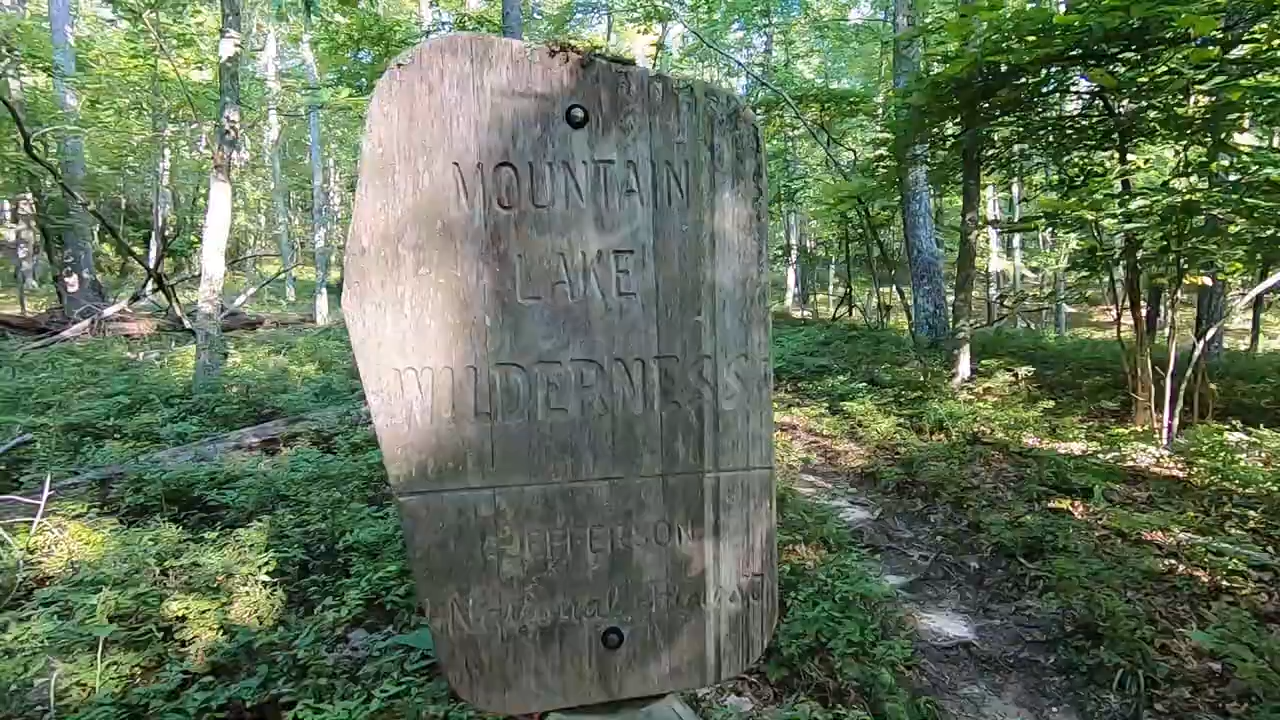 MOUNTAIN
LAKE
WILDERNESS
JEFFERSON
National Forest